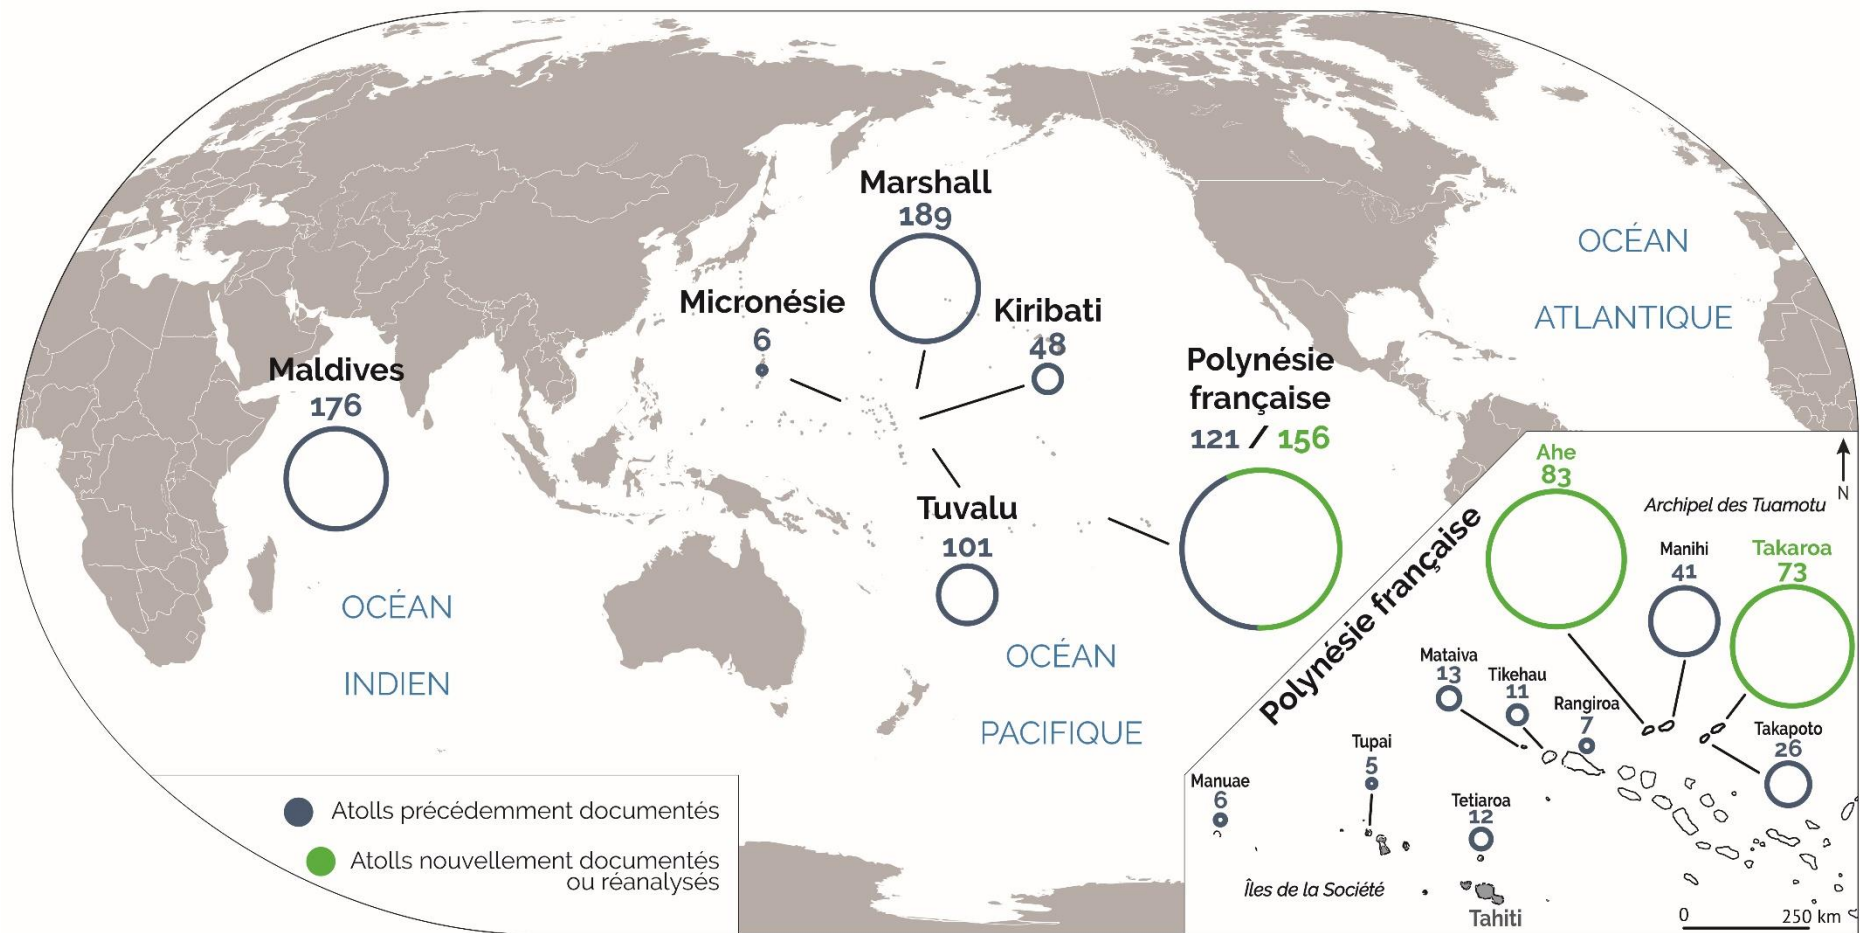 Marshall
189
Micronésie
6
Kiribati
48
Maldives
176
Polynésie
française
121 / 156
Tuvalu
101
OCÉAN
ATLANTIQUE
OCÉAN
INDIEN
OCÉAN
PACIFIQUE
Atolls précédemment documentés
Atolls nouvellement documentés
ou réanalysés
Polynésie française
Ahe
83
N
Archipel des Tuamotu
Manihi
41
Takaroa
73
Mataiva
13
Tikehau
11
Rangiroa
7
Takapoto
26
Tupai
5
Manuae
6
Tetiaroa
12
Îles de la Société
Tahiti
0 250 km